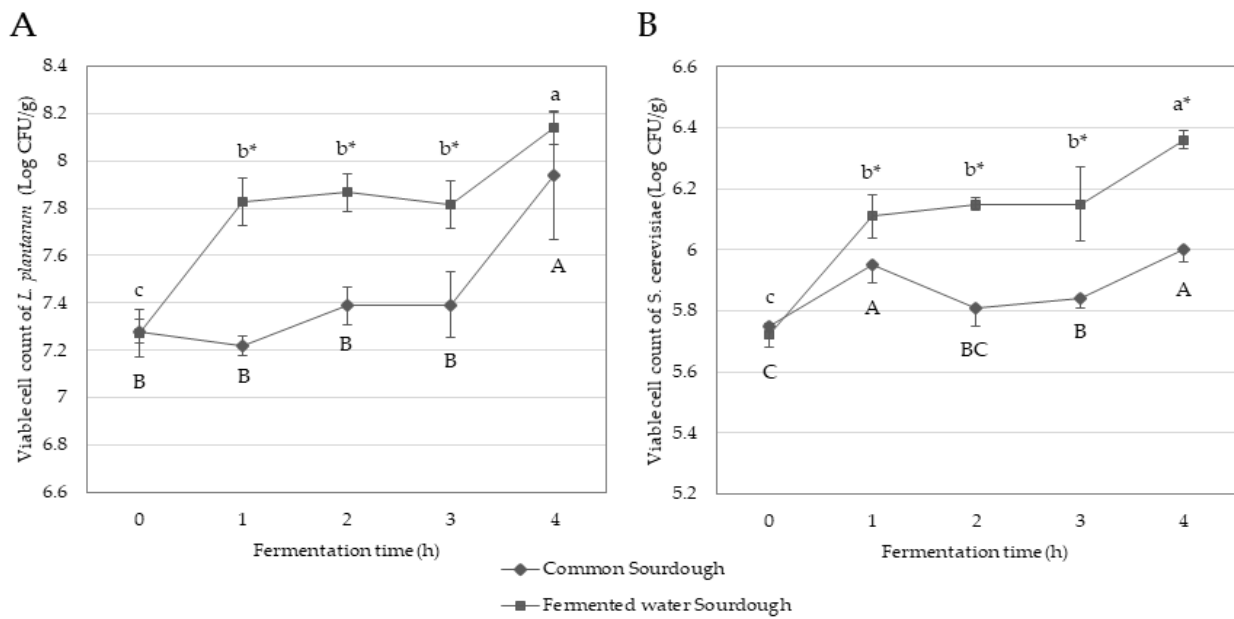 A
Viable cell count of L. plantarum (Log CFU/g)
8.4
8.2
8
7.8
7.6
7.4
7.2
7
6.8
6.6
c
b*
b*
b*
a
B
B
B
B
A
0 1 2 3 4
Fermentation time (h)
B
Viable cell count of S. cerevisiae (Log CFU/g)
6.6
6.4
6.2
6
5.8
5.6
5.4
5.2
c
b*
b*
b*
a*
C
A
BC
B
A
0 1 2 3 4
Fermentation time (h)
Common Sourdough
Fermented water Sourdough